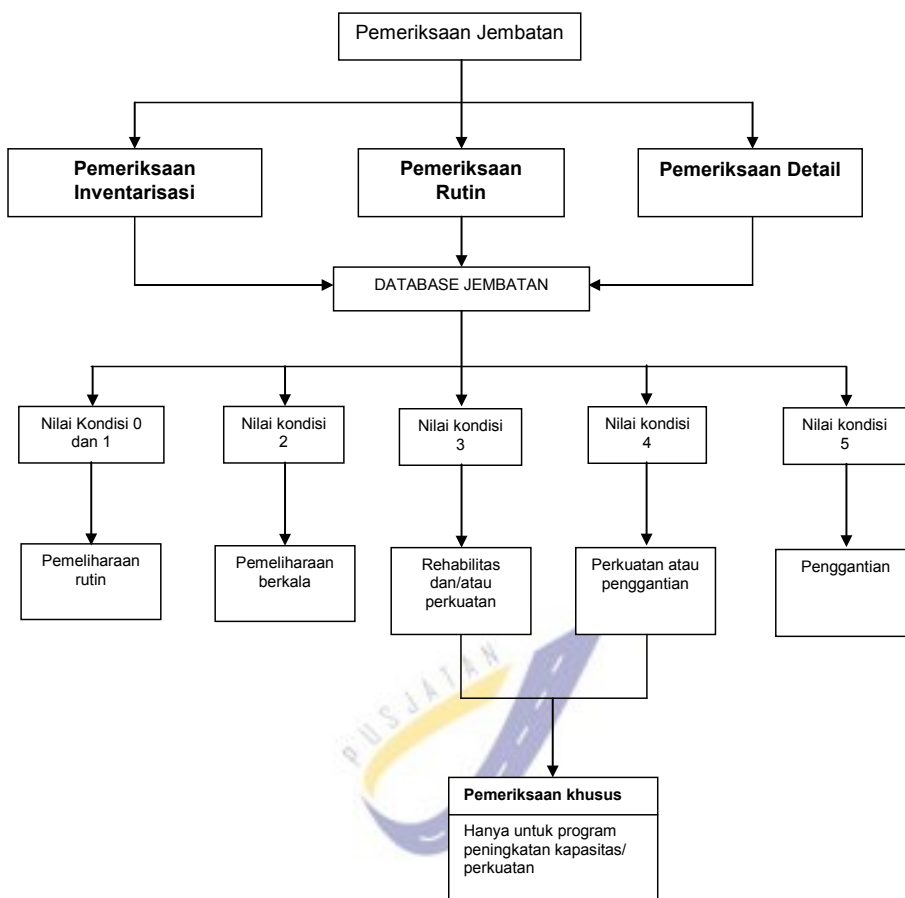 Pemeriksaan Jembatan
Pemeriksaan
Inventarisasi
Pemeriksaan
Rutin
Pemeriksaan Detail
DATABASE JEMBATAN
Nilai Kondisi 0
dan 1
Nilai kondisi
2
Nilai kondisi
3
Nilai kondisi
4
Nilai kondisi
5
Pemeliharaan
rutin
Pemeliharaan
berkala
Rehabilitas
dan/atau
perkuatan
Perkuatan atau
penggantian
Penggantian
PUSJATAN
Pemeriksaan khusus
Hanya untuk program
peningkatan kapasitas/
perkuatan